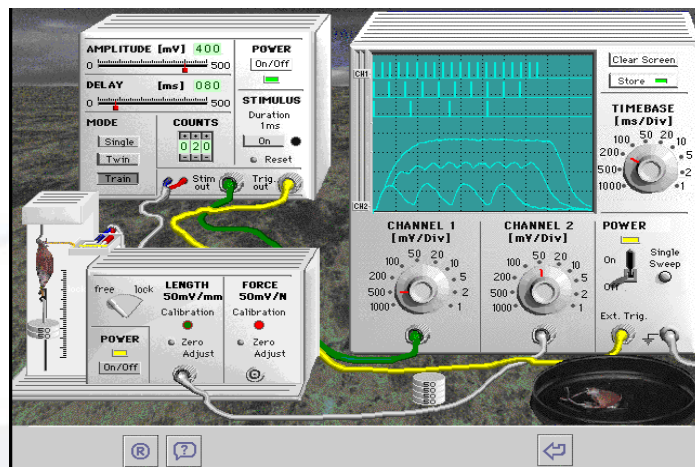 AMPLITUDE [mV] 400
0 500
DELAY [ms] 080
0 500
MODE
Single
Twin
Train
COUNTS
020
POWER
On/Off
STIMULUS
Duration
1ms
On
Reset
Stim out
Trig. out
free lock
POWER
On/Off
LENGTH
50mV/mm
Calibration
Zero
Adjust
FORCE
50mV/N
Calibration
Zero
Adjust
50
50
50
50
CH1
CH2
Clear Screen
Store
TIMEBASE
[ms/Div]
50
100 20
200 10
500 5
1000 2 1
CHANNEL 1
[mV/Div]
50
100 20
200 10
500 5
1000 2 1
CHANNEL 2
[mV/Div]
50
100 20
200 10
500 5
1000 2 1
POWER
On
Off
Single
Sweep
Ext. Trig.
R
?